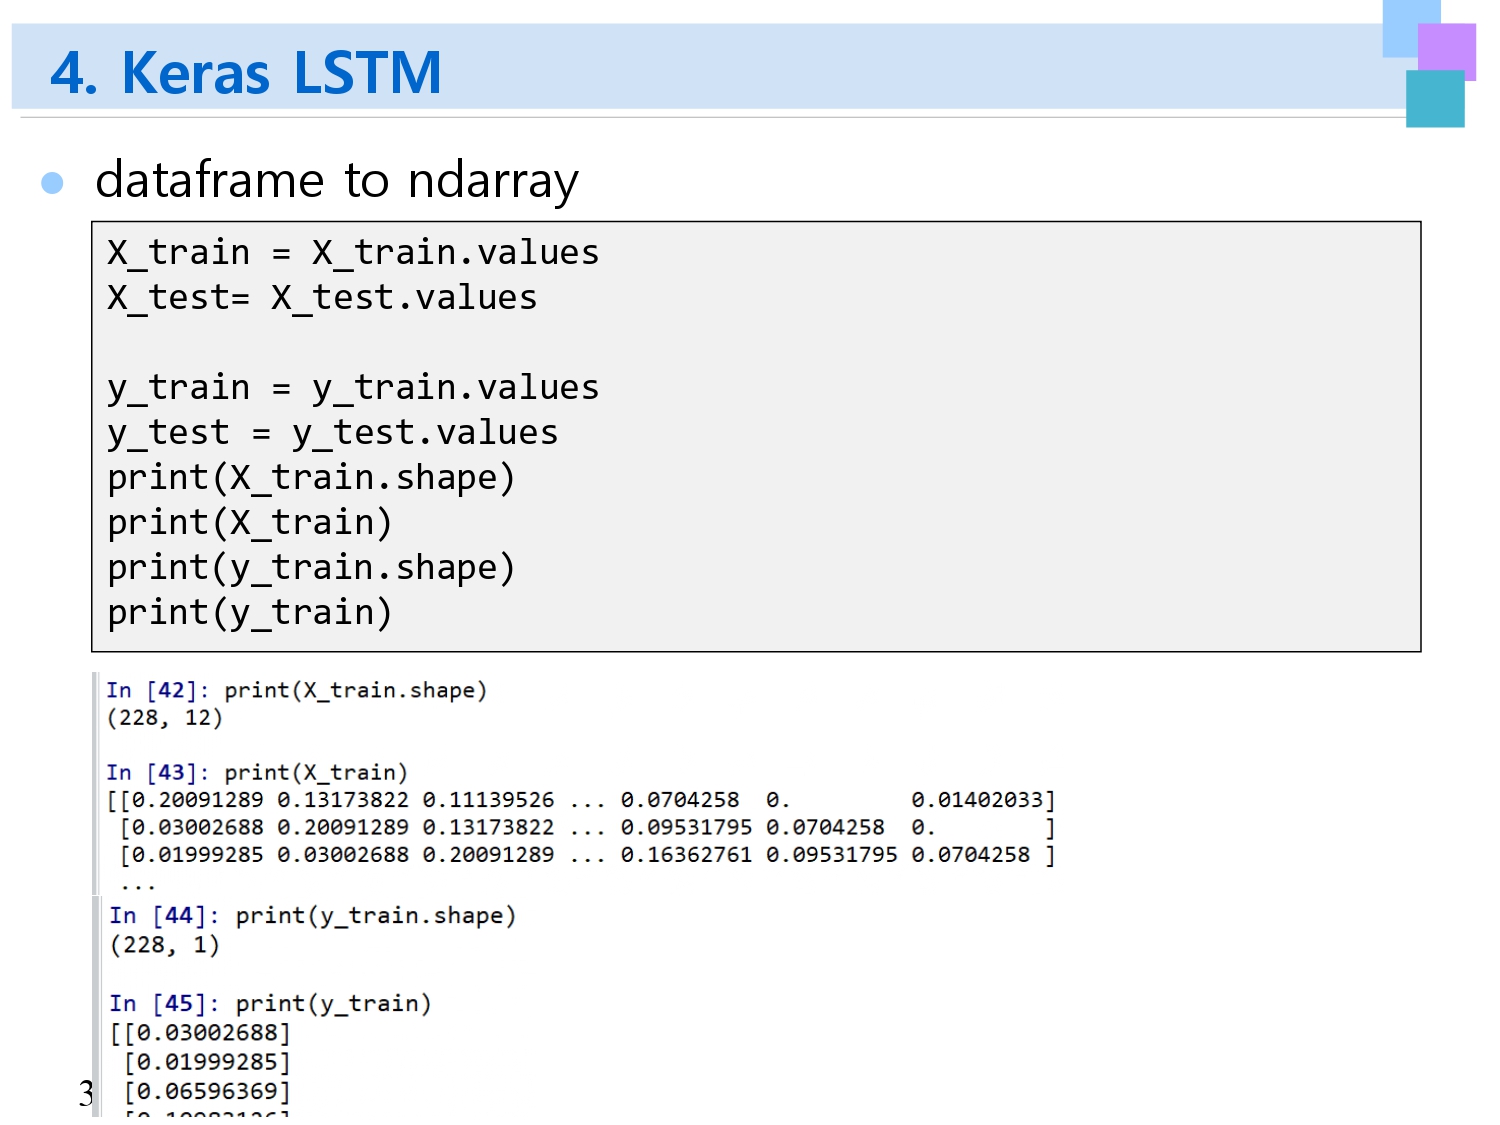 4. Keras LSTM
dataframe to ndarray
X_train = X_train.values
X_test= X_test.values
y_train = y_train.values
y_test = y_test.values
print(X_train.shape)
print(X_train)
print(y_train.shape)
print(y_train)
In [42]: print(X_train.shape)
(228, 12)
In [43]: print(X_train)
[[0.20091289 0.13173822 0.11139526 ... 0.0704258 0. 0.01402033]
[0.03002688 0.20091289 0.13173822 ... 0.09531795 0.0704258 0. ]
[0.01999285 0.03002688 0.20091289 ... 0.16362761 0.09531795 0.0704258 ]
...
In [44]: print(y_train.shape)
(228, 1)
In [45]: print(y_train)
[[0.03002688]
[0.01999285]
[0.06596369]
3